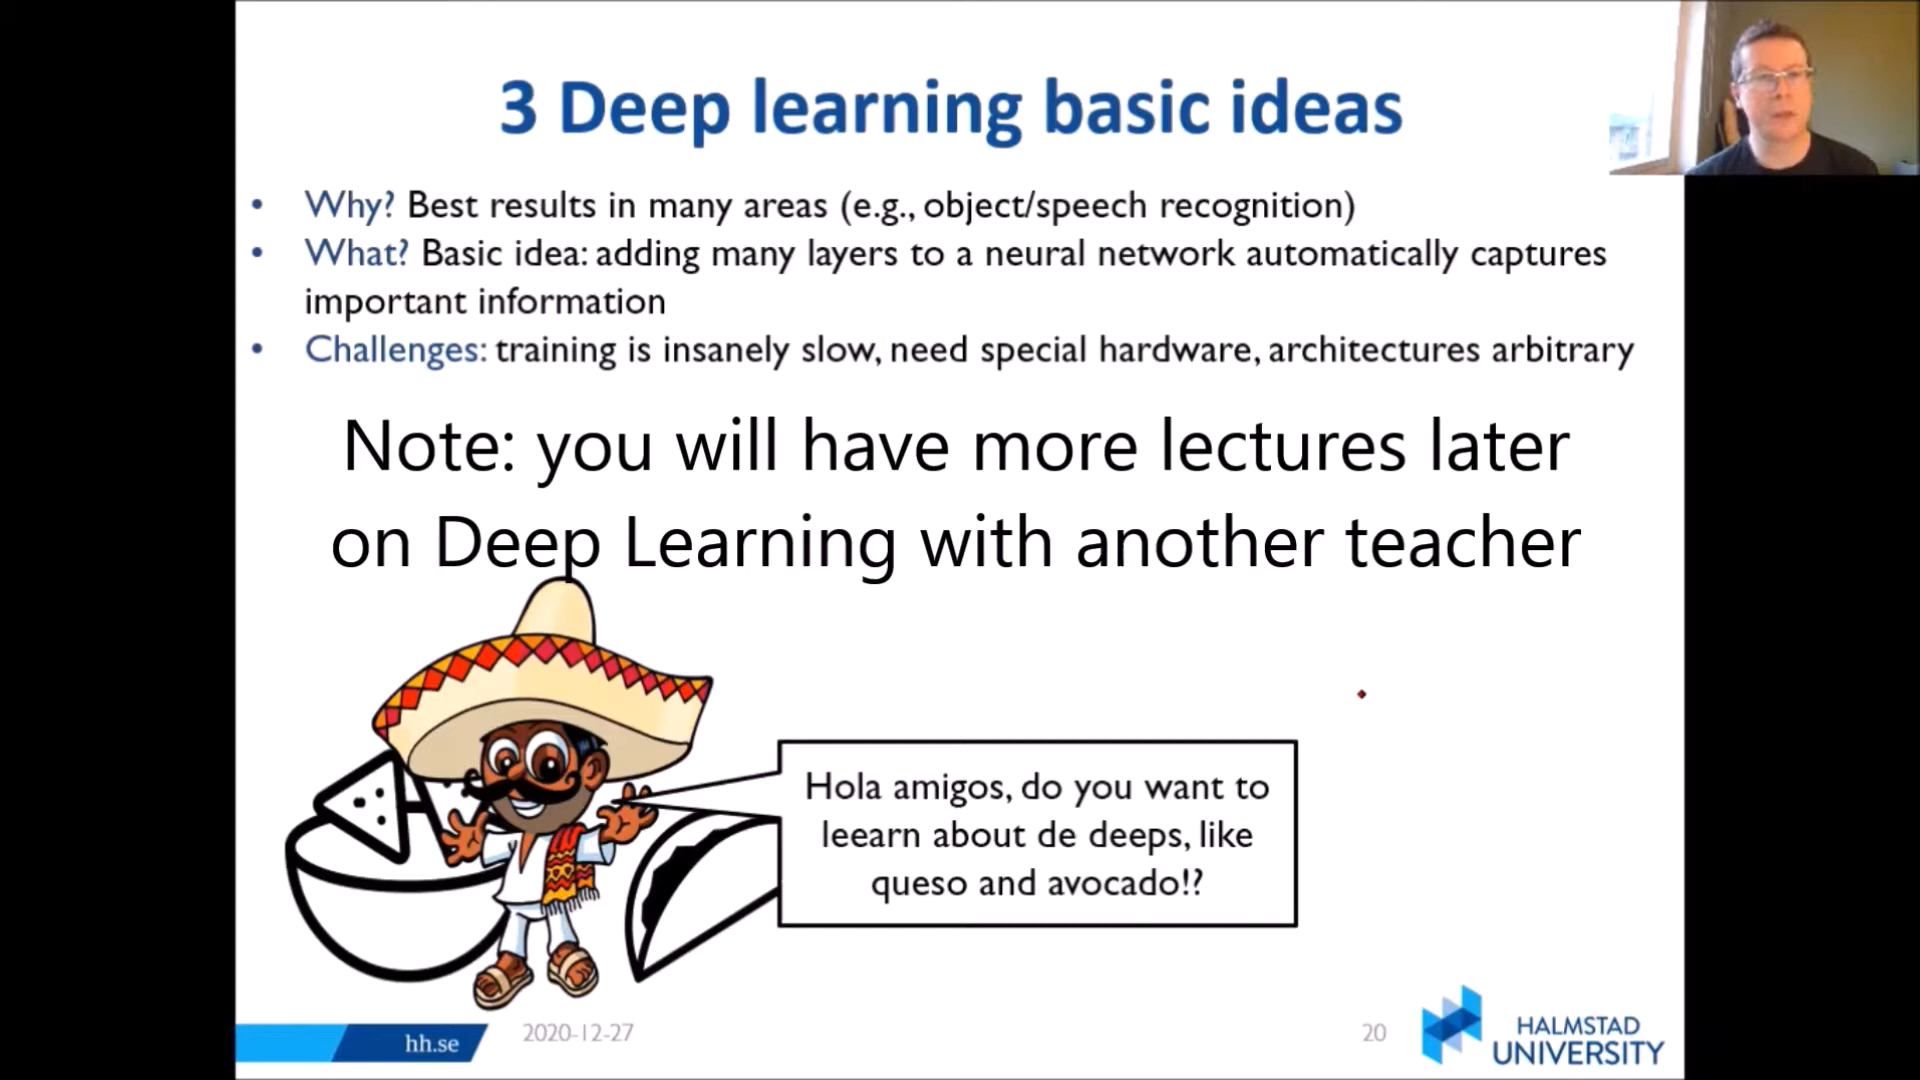 3 Deep learning basic ideas
• Why? Best results in many areas (e.g., object/speech recognition)
• What? Basic idea: adding many layers to a neural network automatically captures
important information
• Challenges: training is insanely slow, need special hardware, architectures arbitrary
Note: you will have more lectures later
on Deep Learning with another teacher
Hola amigos, do you want to
leearn about de deeps, like
queso and avocado!?
hh.se
2020-12-27
20
HALMSTAD
UNIVERSITY